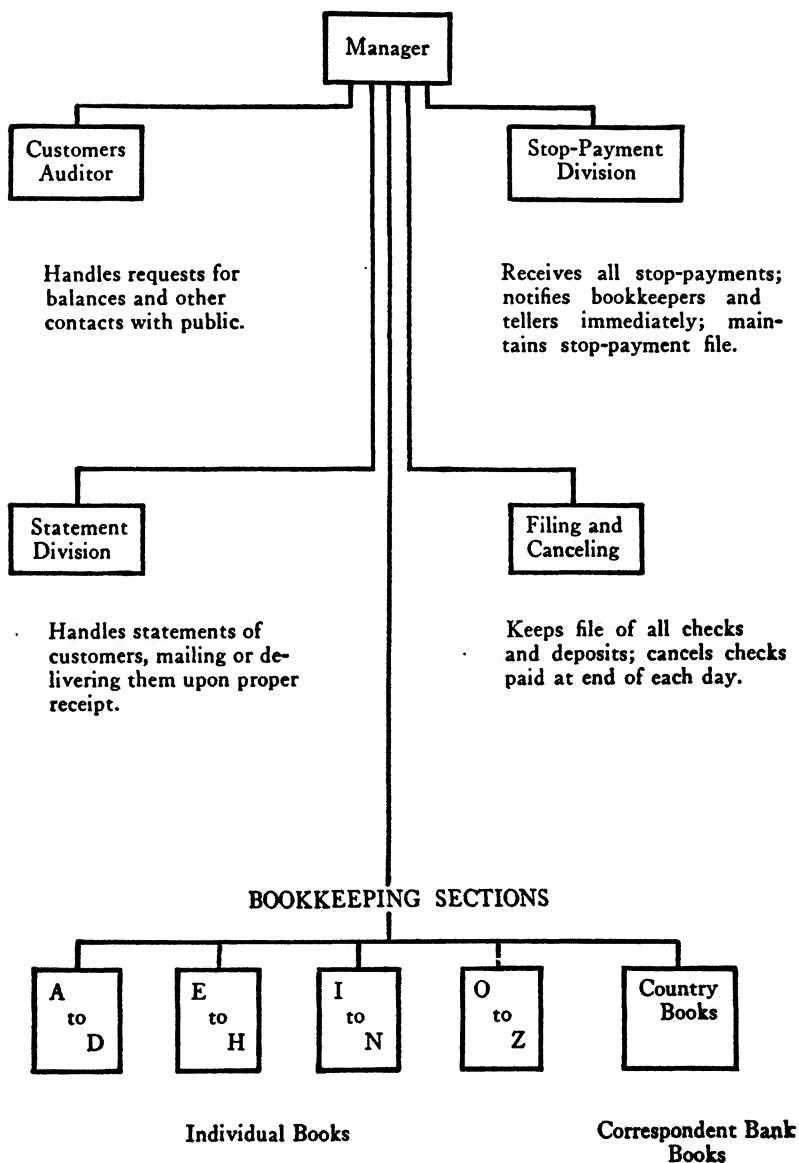 Manager
Customers
Auditor
Stop-Payment
Division
Handles requests for
balances and other
contacts with public.
Receives all stop-payments;
notifies bookkeepers and
tellers immediately; main-
tains stop-payment file.
Statement
Division
Filing and
Canceling
Handles statements of
customers, mailing or de-
livering them upon proper
receipt.
Keeps file of all checks
and deposits; cancels checks
paid at end of each day.
BOOKKEEPING SECTIONS
A
to
D
E
to
H
I
to
N
O
to
Z
Country
Books
Individual Books
Correspondent Bank
Books